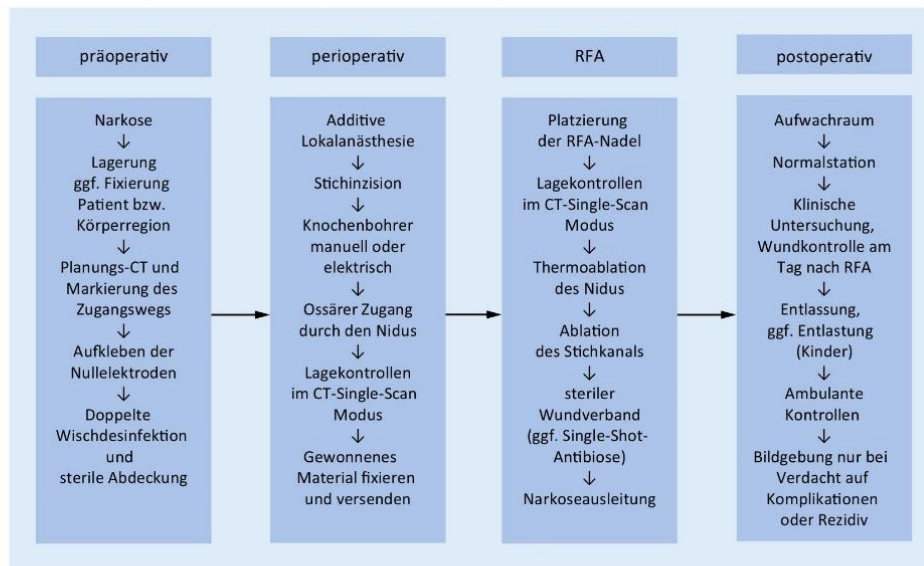 präoperativ
Narkose
↓
Lagerung
ggf. Fixierung
Patient bzw.
Körperregion
↓
Planungs-CT und
Markierung des
Zugangswegs
↓
Aufkleben der
Nullelektroden
↓
Doppelte
Wischdesinfektion
und
sterile Abdeckung
perioperativ
Additive
Lokalanästhesie
↓
Stichinzision
↓
Knochenbohrer
manuell oder
elektrisch
↓
Ossärer Zugang
durch den Nidus
↓
Lagekontrollen
im CT-Single-Scan
Modus
↓
Gewonnenes
Material fixieren
und versenden
RFA
Platzierung
der RFA-Nadel
↓
Lagekontrollen
im CT-Single-Scan
Modus
↓
Thermoablation
des Nidus
↓
Ablation
des Stichkanals
↓
steriler
Wundverband
(ggf. Single-Shot-
Antibiose)
↓
Narkoseausleitung
postoperativ
Aufwachraum
↓
Normalstation
↓
Klinische
Untersuchung,
Wundkontrolle am
Tag nach RFA
↓
Entlassung,
ggf. Entlastung
(Kinder)
↓
Ambulante
Kontrollen
↓
Bildgebung nur bei
Verdacht auf
Komplikationen
oder Rezidiv